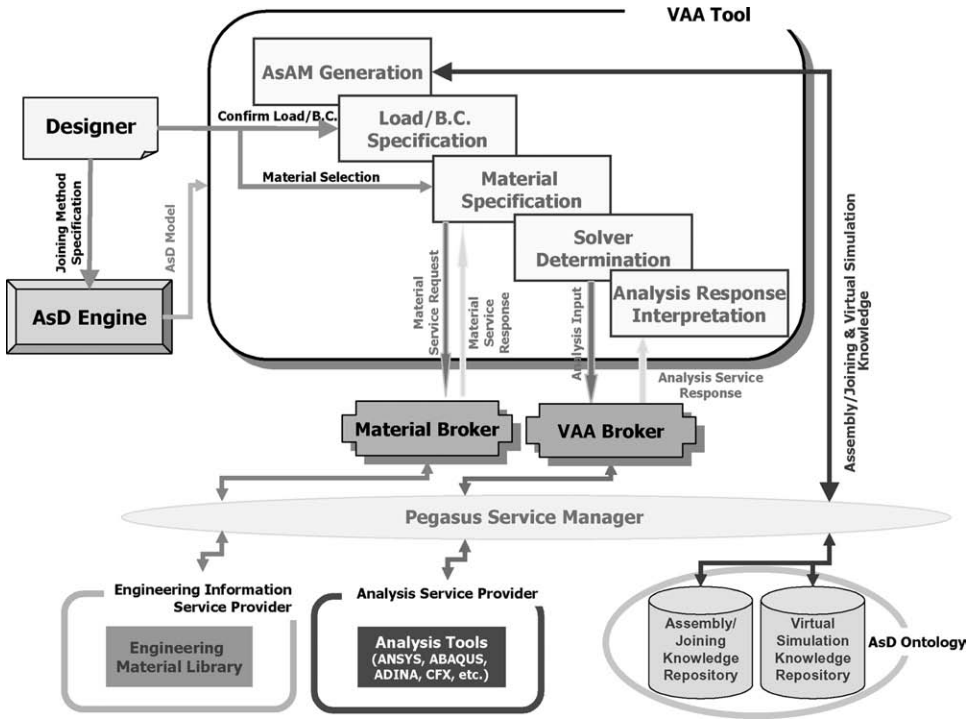 VAA Tool
AsAM Generation
Designer
Confirm Load/B.C.
Load/B.C.
Specification
Material Selection
Material
Specification
Joining Method
Specification
AsD Model
Solver
Determination
AsD Engine
Analysis Response
Interpretation
Material
Service Request
Material
Service
Response
Analysis Input
Analysis Service
Response
Assembly/Joining & Virtual Simulation
Knowledge
Material Broker
VAA Broker
Pegasus Service Manager
Engineering Information
Service Provider
Engineering
Material Library
Analysis Service Provider
Analysis Tools
(ANSYS, ABAQUS,
ADINA, CFX, etc.)
Assembly/
Joining
Knowledge
Repository
Virtual
Simulation
Knowledge
Repository
AsD Ontology